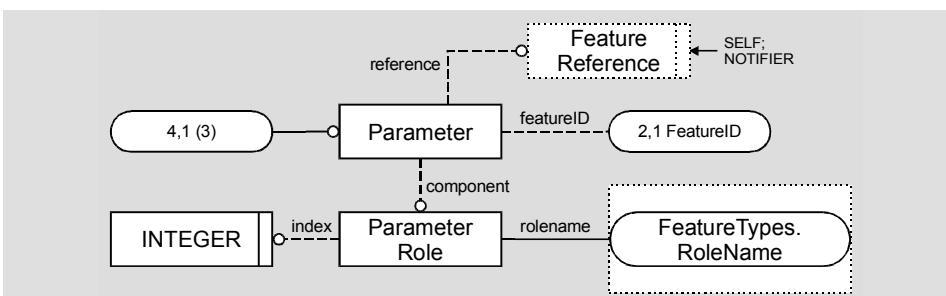 Feature
Reference
SELF;
NOTIFIER
reference
4,1 (3)
Parameter
featureID
2,1 FeatureID
component
INTEGER
index
Parameter
Role
rolename
FeatureTypes.
RoleName